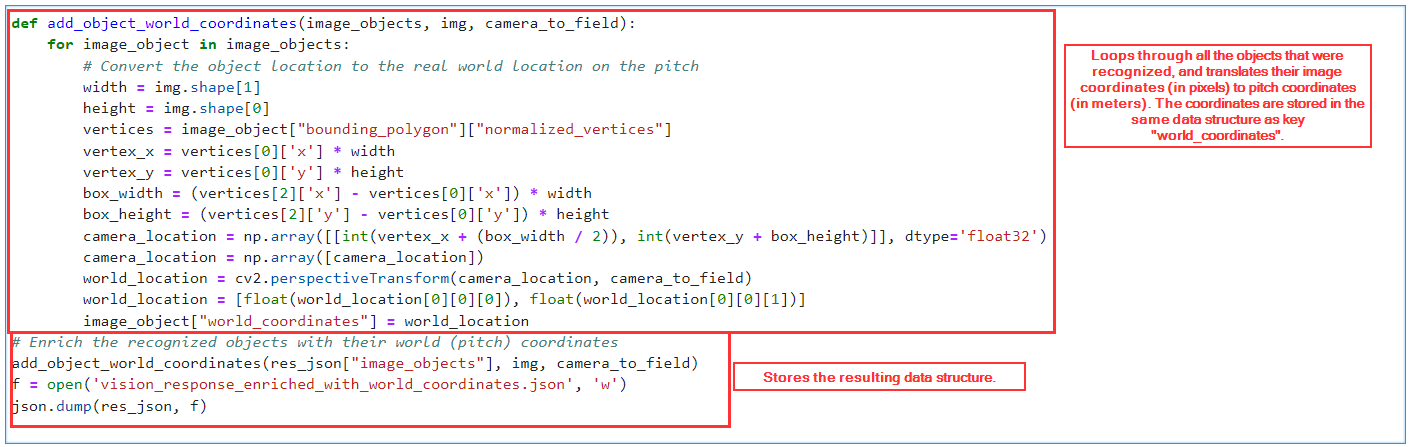 def add_object_world_coordinates(image_objects, img, camera_to_field):
    for image_object in image_objects:
        # Convert the object location to the real world location on the pitch
        width = img.shape[1]
        height = img.shape[0]
        vertices = image_object["bounding_polygon"]["normalized_vertices"]
        vertex_x = vertices[0]['x'] * width
        vertex_y = vertices[0]['y'] * height
        box_width = (vertices[2]['x'] - vertices[0]['x']) * width
        box_height = (vertices[2]['y'] - vertices[0]['y']) * height
        camera_location = np.array([[int(vertex_x + (box_width / 2)), int(vertex_y + box_height)]], dtype='float32')
        camera_location = np.array([camera_location])
        world_location = cv2.perspectiveTransform(camera_location, camera_to_field)
        world_location = [float(world_location[0][0][0]), float(world_location[0][0][1])]
        image_object["world_coordinates"] = world_location
Loops through all the objects that were
recognized, and translates their image
coordinates (in pixels) to pitch coordinates
(in meters). The coordinates are stored in the
same data structure as key
"world_coordinates".
# Enrich the recognized objects with their world (pitch) coordinates
add_object_world_coordinates(res_json["image_objects"], img, camera_to_field)
f = open('vision_response_enriched_with_world_coordinates.json', 'w')
json.dump(res_json, f)
Stores the resulting data structure.